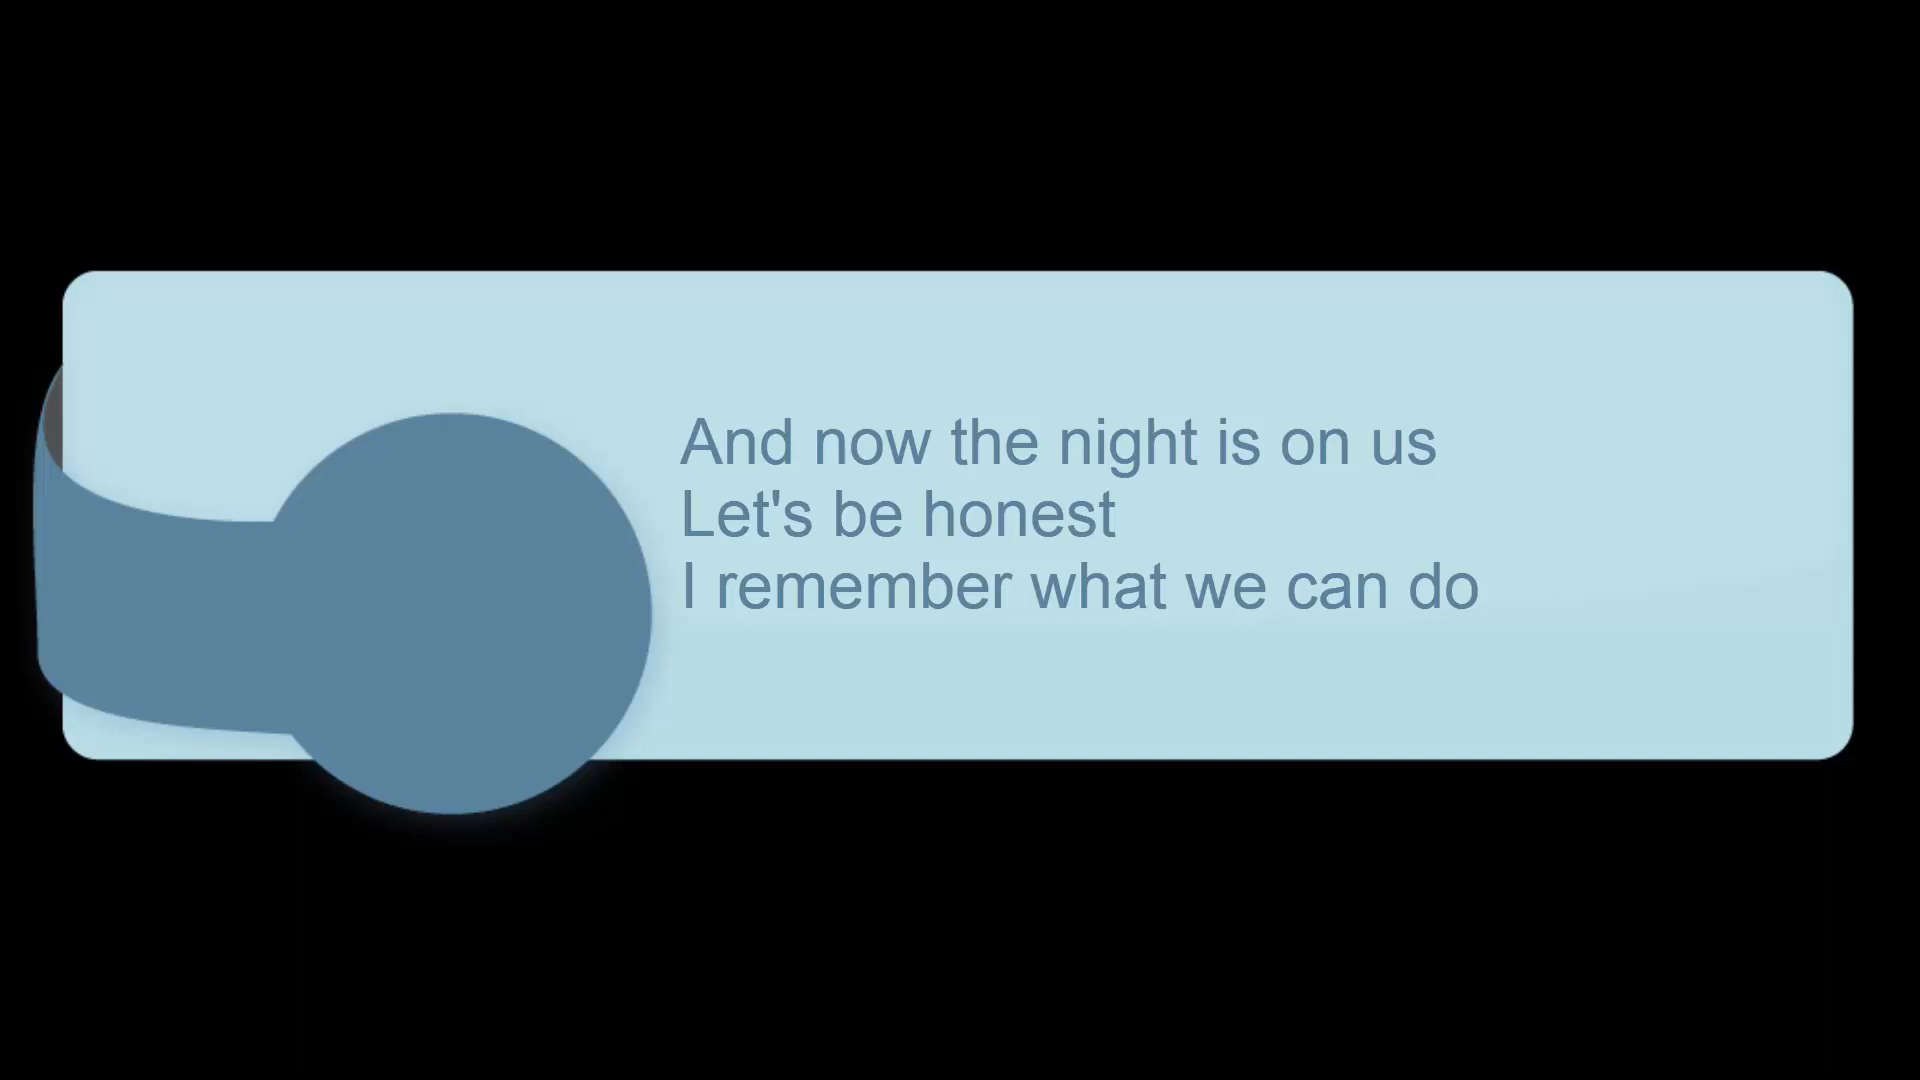 And now the night is on us
Let's be honest
I remember what we can do